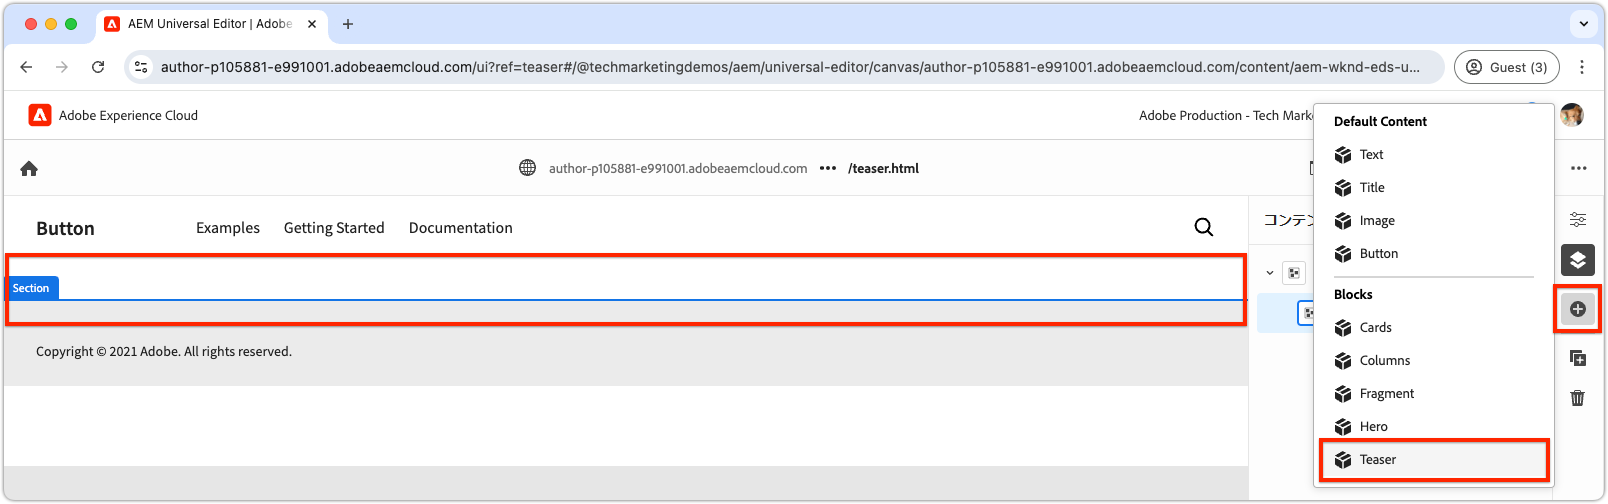 AEM Universal Editor | Adobe
author-p105881-e991001.adobeaemcloud.com/ui?ref=teaser#/@techmarketingdemos/aem/universal-editor/canvas/author-p105881-e991001.adobeaemcloud.com/content/aem-wknd-eds-u...
Guest (3)
Adobe Experience Cloud
Adobe Production - Tech Marke
author-p105881-e991001.adobeaemcloud.com ••• /teaser.html
Button
Examples
Getting Started
Documentation
コンテン
Section
Copyright © 2021 Adobe. All rights reserved.
Default Content
Text
Title
Image
Button
Blocks
Cards
Columns
Fragment
Hero
Teaser